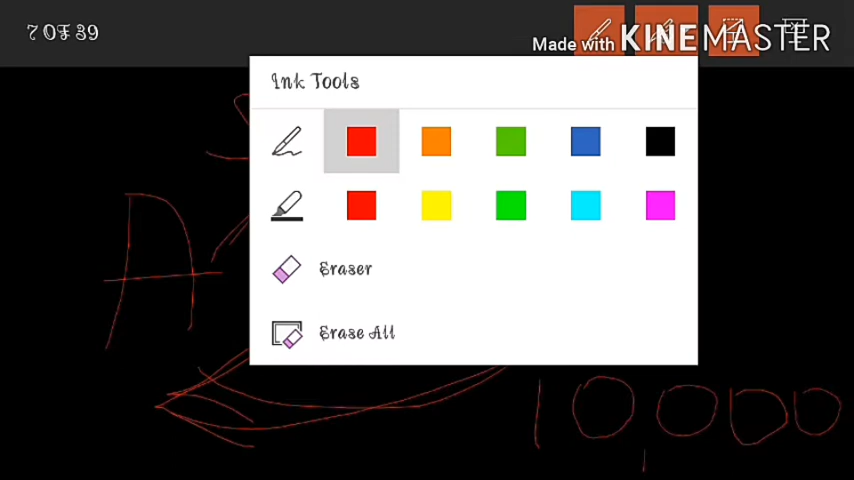 7 OF 39
Made with KINEMASTER
Ink Tools
Eraser
Erase All
A
10,000